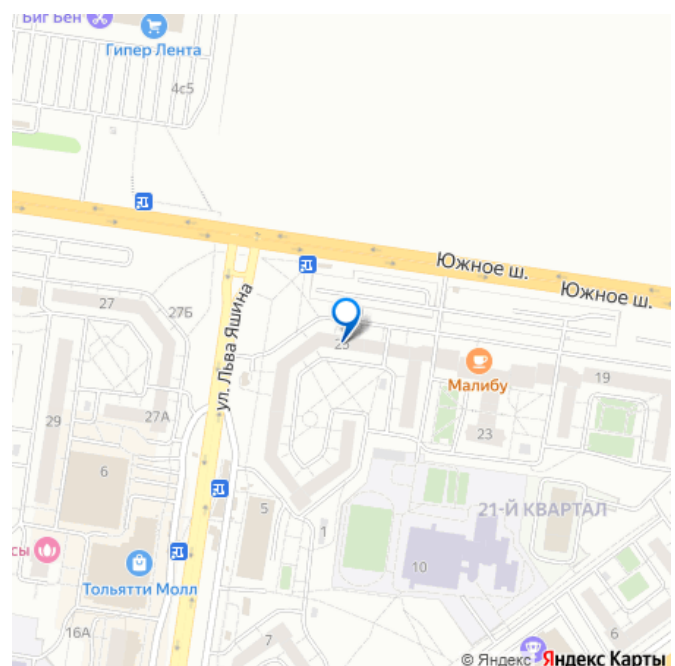 Биг Бен
Гипер Лента
4с5
Южное ш.
Южное ш.
27
27Б
ул. Льва Яшина
Малибу
19
27А
29
23
6
5
21-Й КВАРТАЛ
1
сы
10
Тольятти Молл
16А
7
6
© Яндекс Яндекс Карты